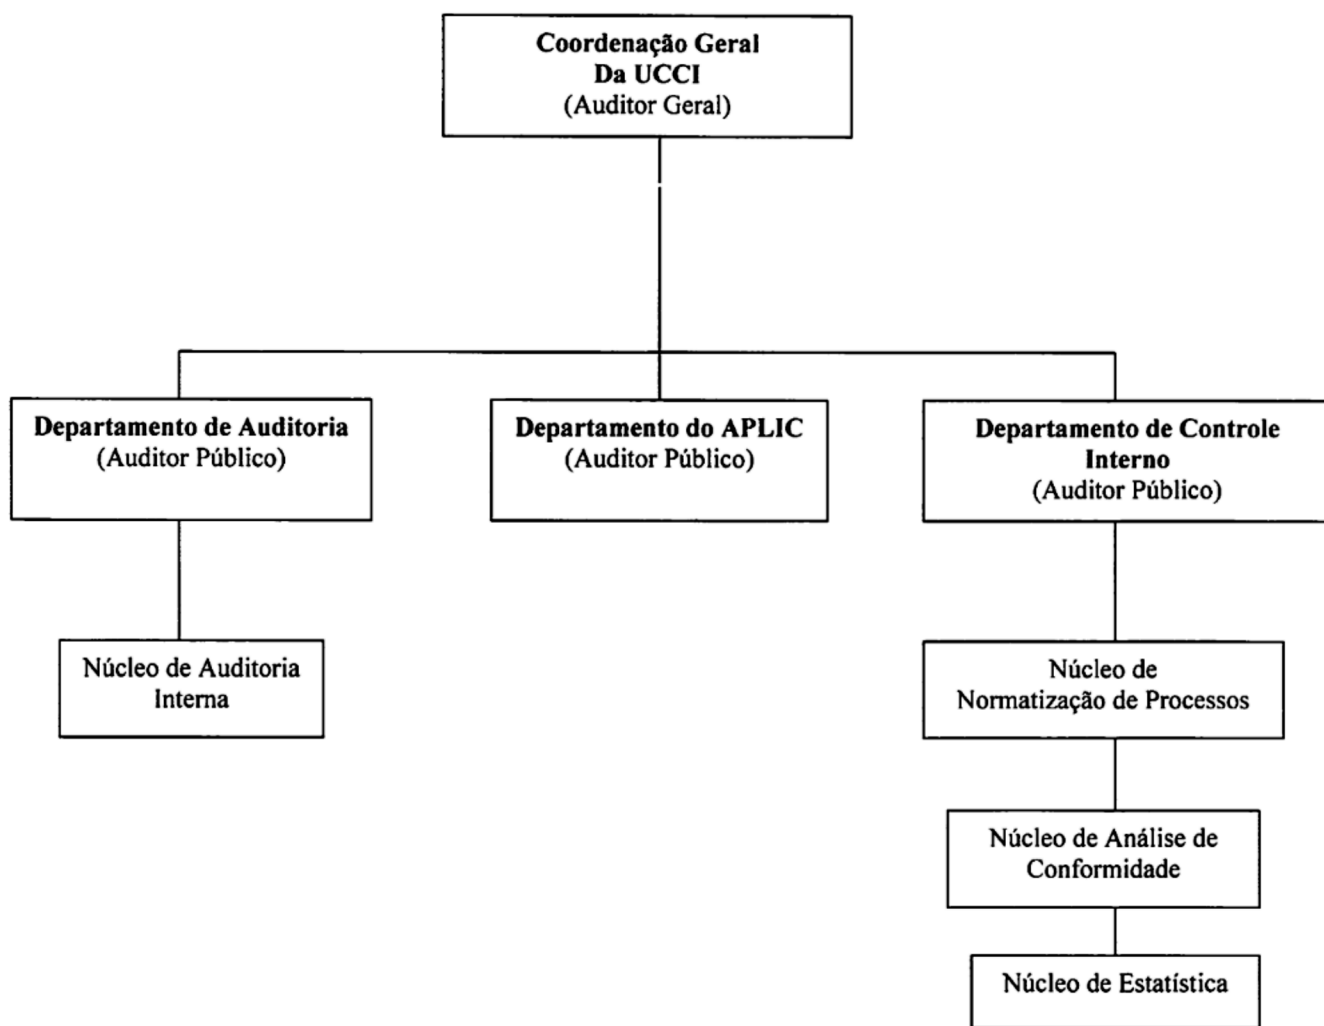 Coordenação Geral
Da UCCI
(Auditor Geral)
Departamento de Auditoria
(Auditor Público)
Departamento do APLIC
(Auditor Público)
Departamento de Controle
Interno
(Auditor Público)
Núcleo de Auditoria
Interna
Núcleo de
Normatização de Processos
Núcleo de Análise de
Conformidade
Núcleo de Estatística